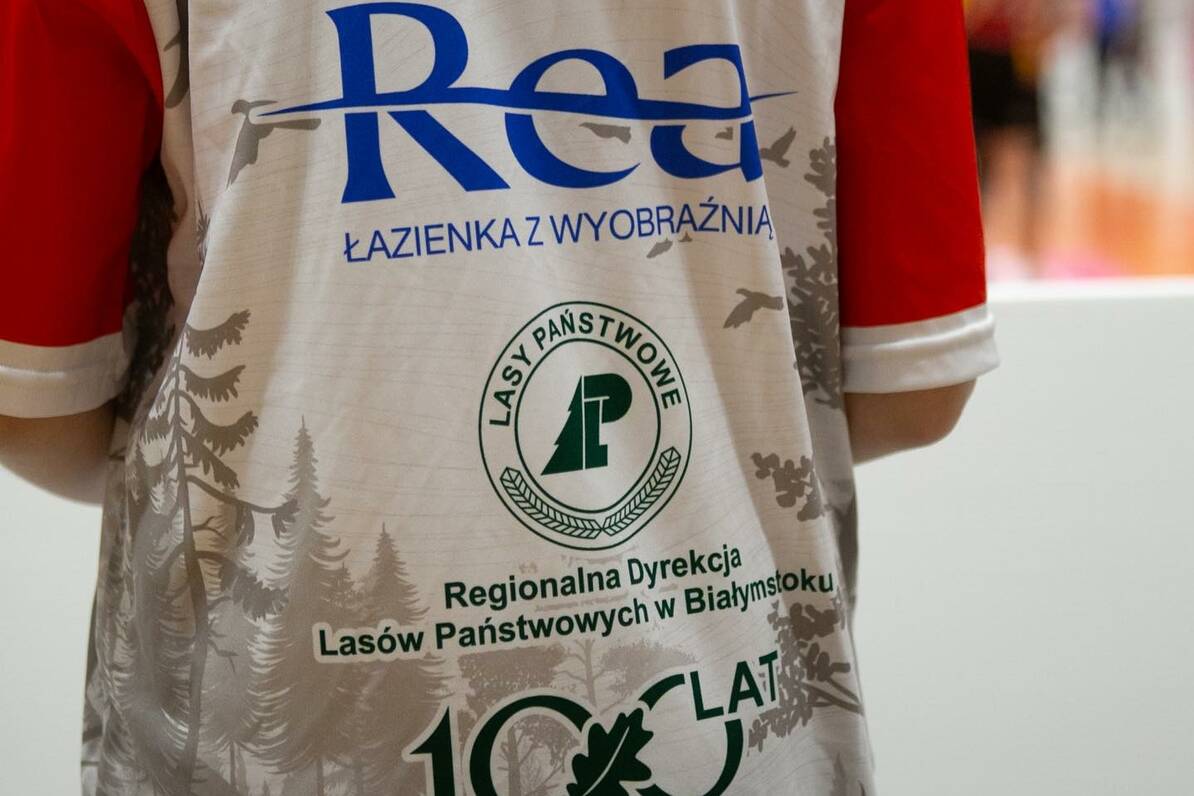 Rea
ŁAZIENKA Z WYOBRAŹNIĄ
LASY PAŃSTWOWE
Regionalna Dyrekcja
Lasów Państwowych w Białymstoku
100 LAT